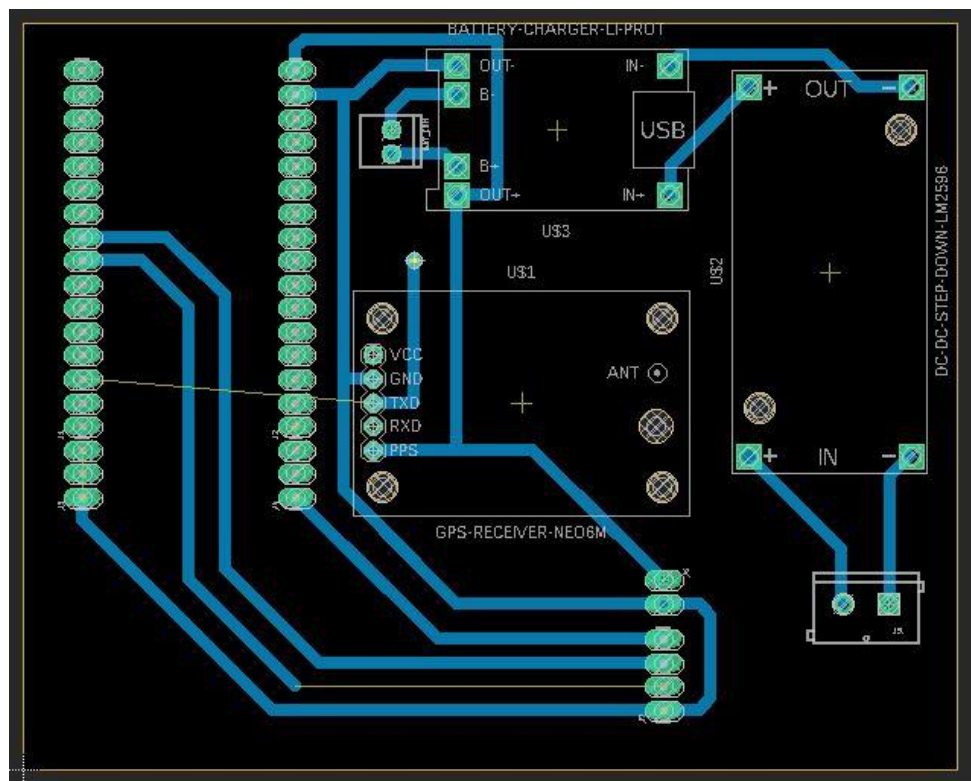 BATTERY-CHARGER-LI-PROT
OUT-
IN-
B-
USB
B+
OUT+
IN+
U$3
+ OUT -
U$2
DC-DC-STEP-DOWN-LM2596
U$1
VCC
GND
TXD
RXD
PPS
ANT
GPS-RECEIVER-NEO6M
+ IN -